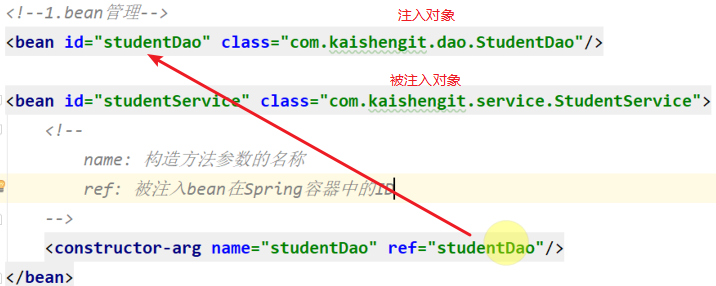 <!--1.bean管理-->
注入对象
<bean id="studentDao" class="com.kaishengit.dao.StudentDao"/>
被注入对象
<bean id="studentService" class="com.kaishengit.service.StudentService">
<!--
name: 构造方法参数的名称
ref: 被注入bean在Spring容器中的ID
-->
<constructor-arg name="studentDao" ref="studentDao"/>
</bean>